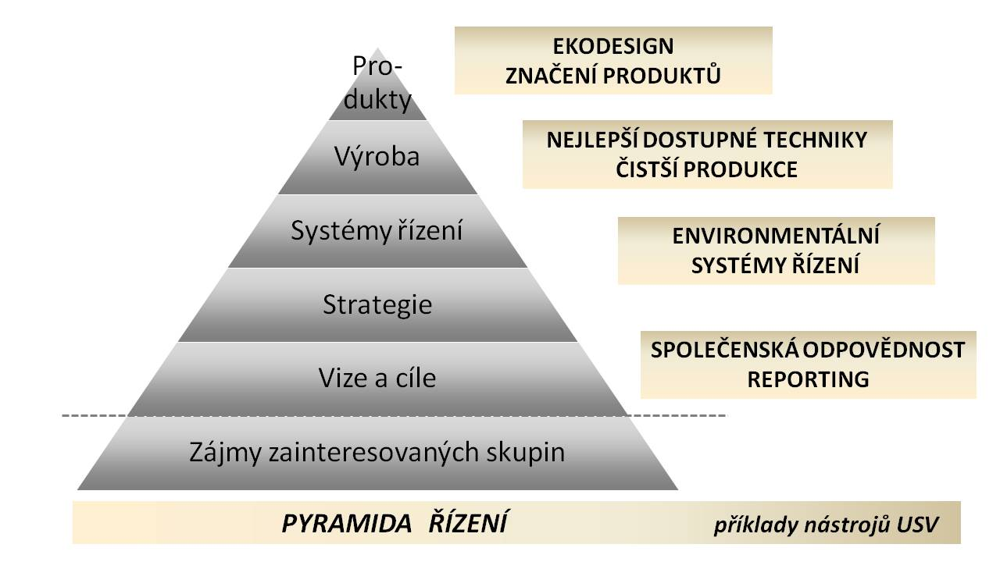 Pro-
dukty
EKODESIGN
ZNAČENÍ PRODUKTŮ
Výroba
NEJLEPŠÍ DOSTUPNÉ TECHNIKY
ČISTŠÍ PRODUKCE
Systémy řízení
ENVIRONMENTÁLNÍ
SYSTÉMY ŘÍZENÍ
Strategie
Vize a cíle
SPOLEČENSKÁ ODPOVĚDNOST
REPORTING
Zájmy zainteresovaných skupin
PYRAMIDA ŘÍZENÍ
příklady nástrojů USV